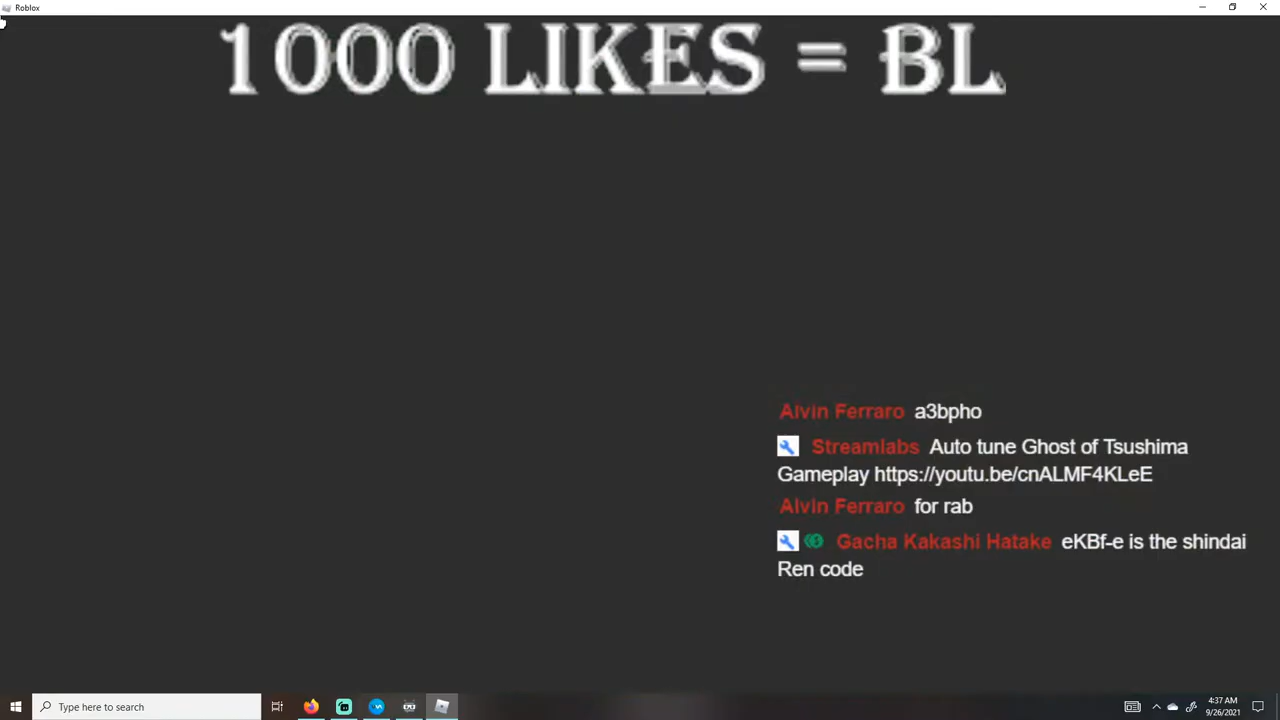 Roblox
1000 LIKES = BL
Alvin Ferraro a3bpho
Streamlabs Auto tune Ghost of Tsushima
Gameplay https://youtu.be/cnALMF4KLeE
Alvin Ferraro for rab
Gacha Kakashi Hatake eKBf-e is the shindai
Ren code
Type here to search
4:37 AM
9/26/2021